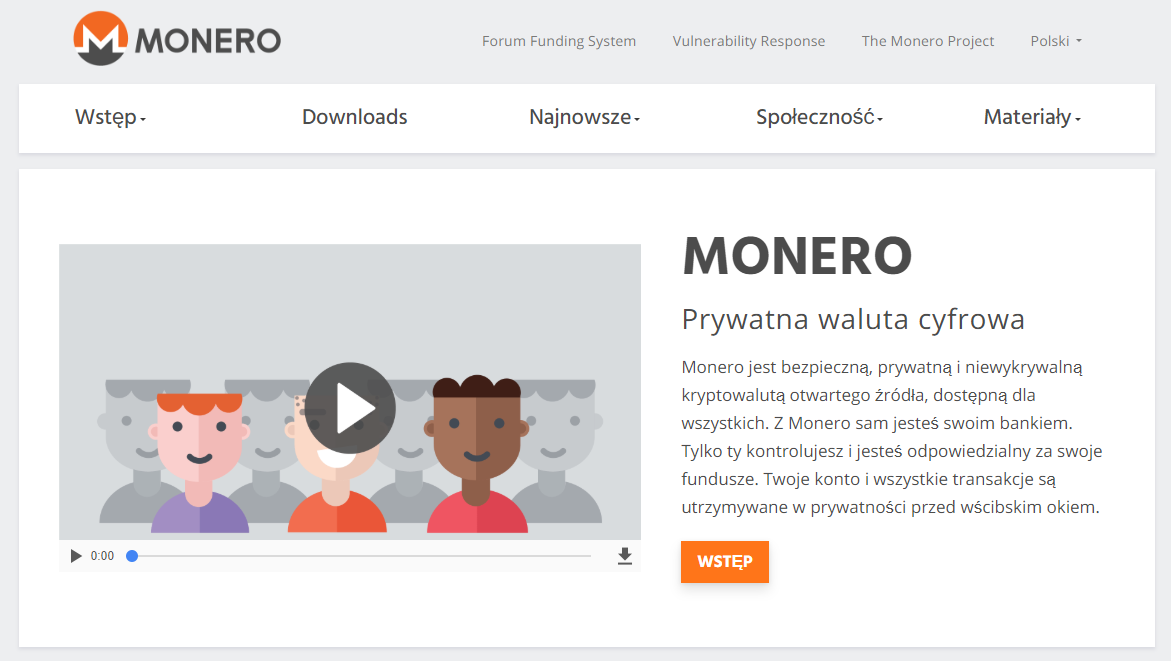 MONERO
Forum Funding System
Vulnerability Response
The Monero Project
Polski
Wstęp
Downloads
Najnowsze
Społeczność
Materiały
MONERO
Prywatna waluta cyfrowa
Monero jest bezpieczną, prywatną i niewykrywalną
kryptowalutą otwartego źródła, dostępną dla
wszystkich. Z Monero sam jesteś swoim bankiem.
Tylko ty kontrolujesz i jesteś odpowiedzialny za swoje
fundusze. Twoje konto i wszystkie transakcje są
utrzymywane w prywatności przed wścibskim okiem.
WSTĘP
0:00